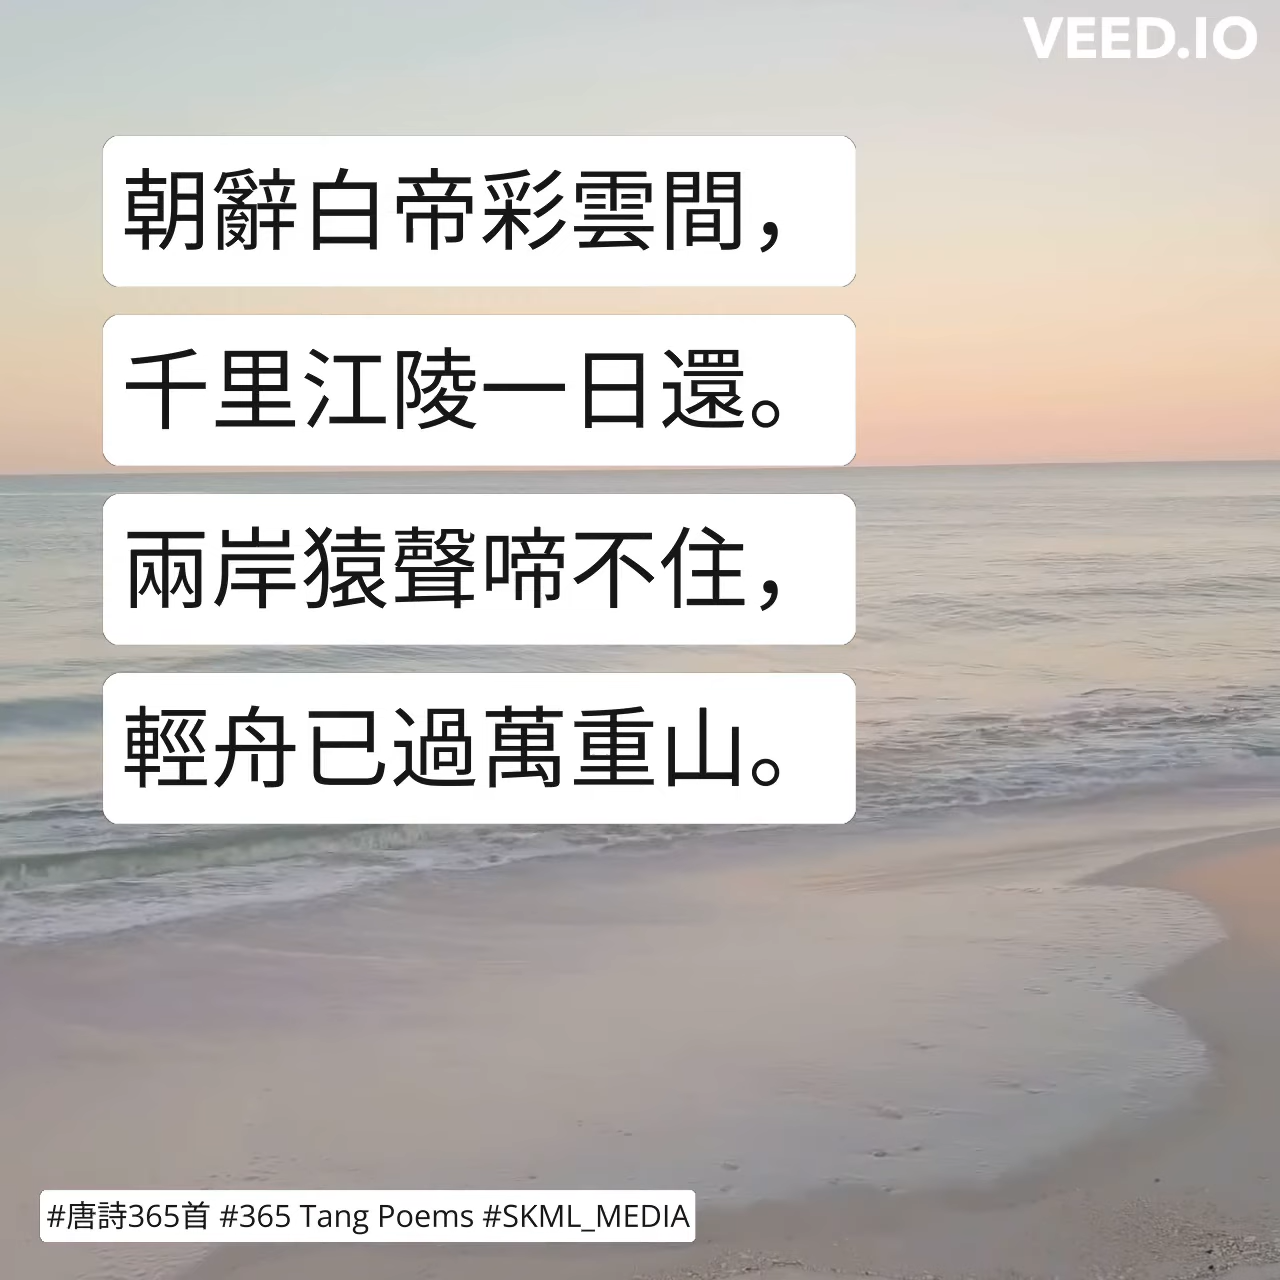 VEED.IO
朝辭白帝彩雲間，
千里江陵一日還。
兩岸猿聲啼不住，
輕舟已過萬重山。
#唐詩365首 #365 Tang Poems #SKML_MEDIA